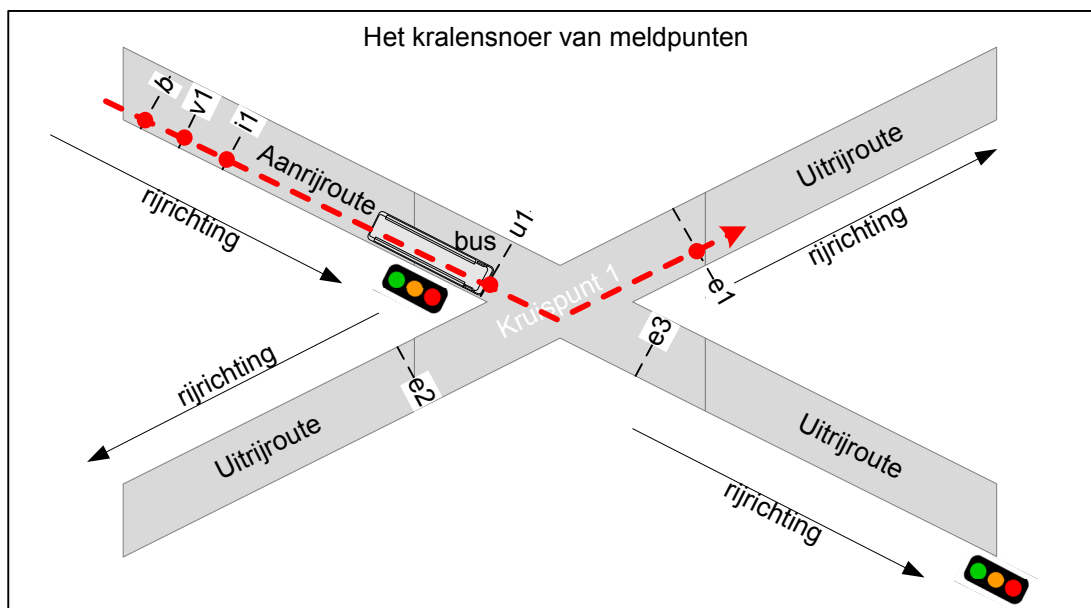 Het kralensnoer van meldpunten
b
v1
i1
Aanrijroute
rijrichting
bus
u1
Kruispunt 1
Uitrijroute
rijrichting
e1
e3
rijrichting
e2
Uitrijroute
Uitrijroute
rijrichting